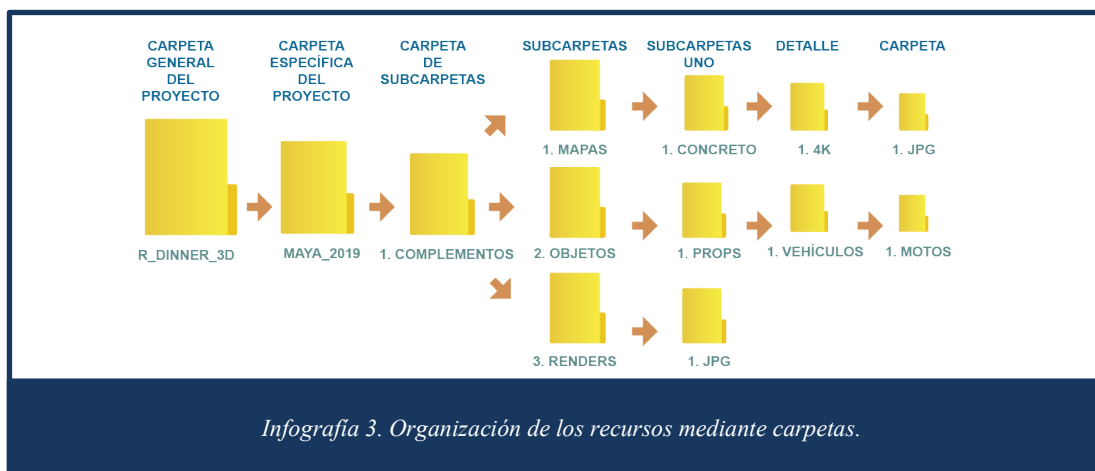 CARPETA
GENERAL
DEL
PROYECTO
CARPETA
ESPECÍFICA
DEL
PROYECTO
CARPETA
DE
SUBCARPETAS
SUBCARPETAS
SUBCARPETAS
UNO
DETALLE
CARPETA
1. MAPAS
1. CONCRETO
1. 4K
1. JPG
R_DINNER_3D
MAYA_2019
1. COMPLEMENTOS
2. OBJETOS
1. PROPS
1. VEHÍCULOS
1. MOTOS
3. RENDERS
1. JPG
Infografía 3. Organización de los recursos mediante carpetas.